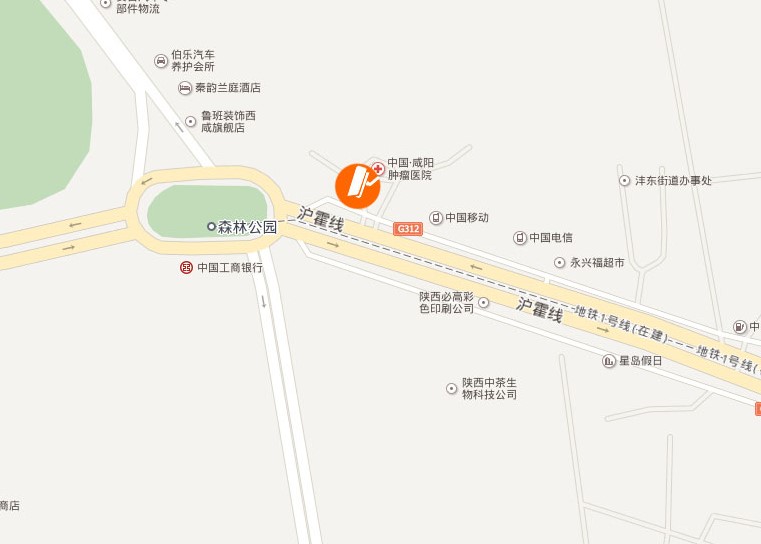 部件物流
伯乐汽车
养护会所
秦韵兰庭酒店
鲁班装饰西
咸旗舰店
中国·咸阳
肿瘤医院
沣东街道办事处
沪霍线
森林公园
G312
中国移动
中国电信
中国工商银行
永兴福超市
陕西必高彩
色印刷公司
沪霍线
地铁1号线(在建)
地铁1号线(
中
星岛假日
陕西中茶生
物科技公司
商店